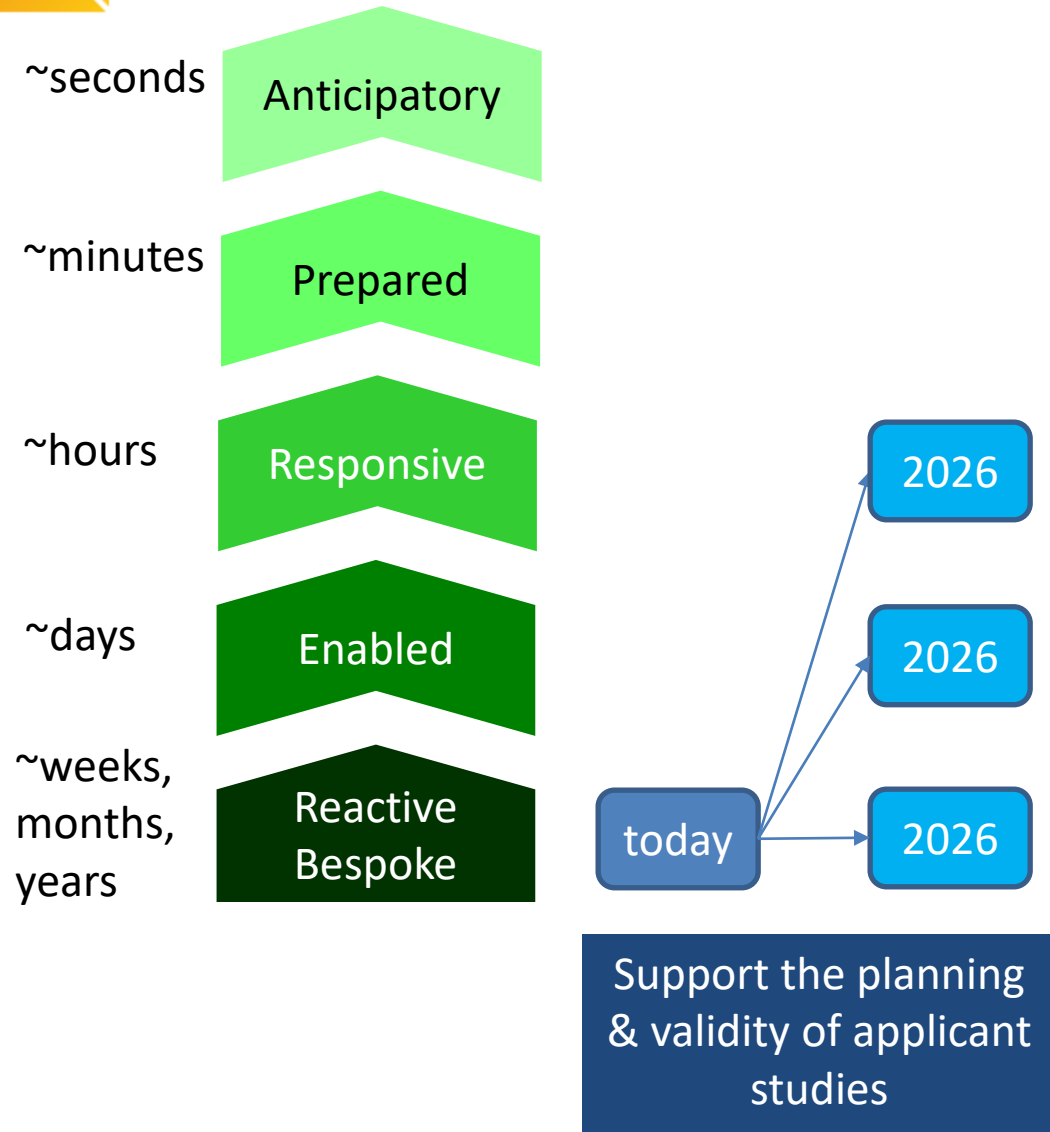 ~seconds
Anticipatory
~minutes
Prepared
~hours
Responsive
2026
~days
Enabled
2026
~weeks,
months,
years
Reactive
Bespoke
today
2026
Support the planning
& validity of applicant
studies